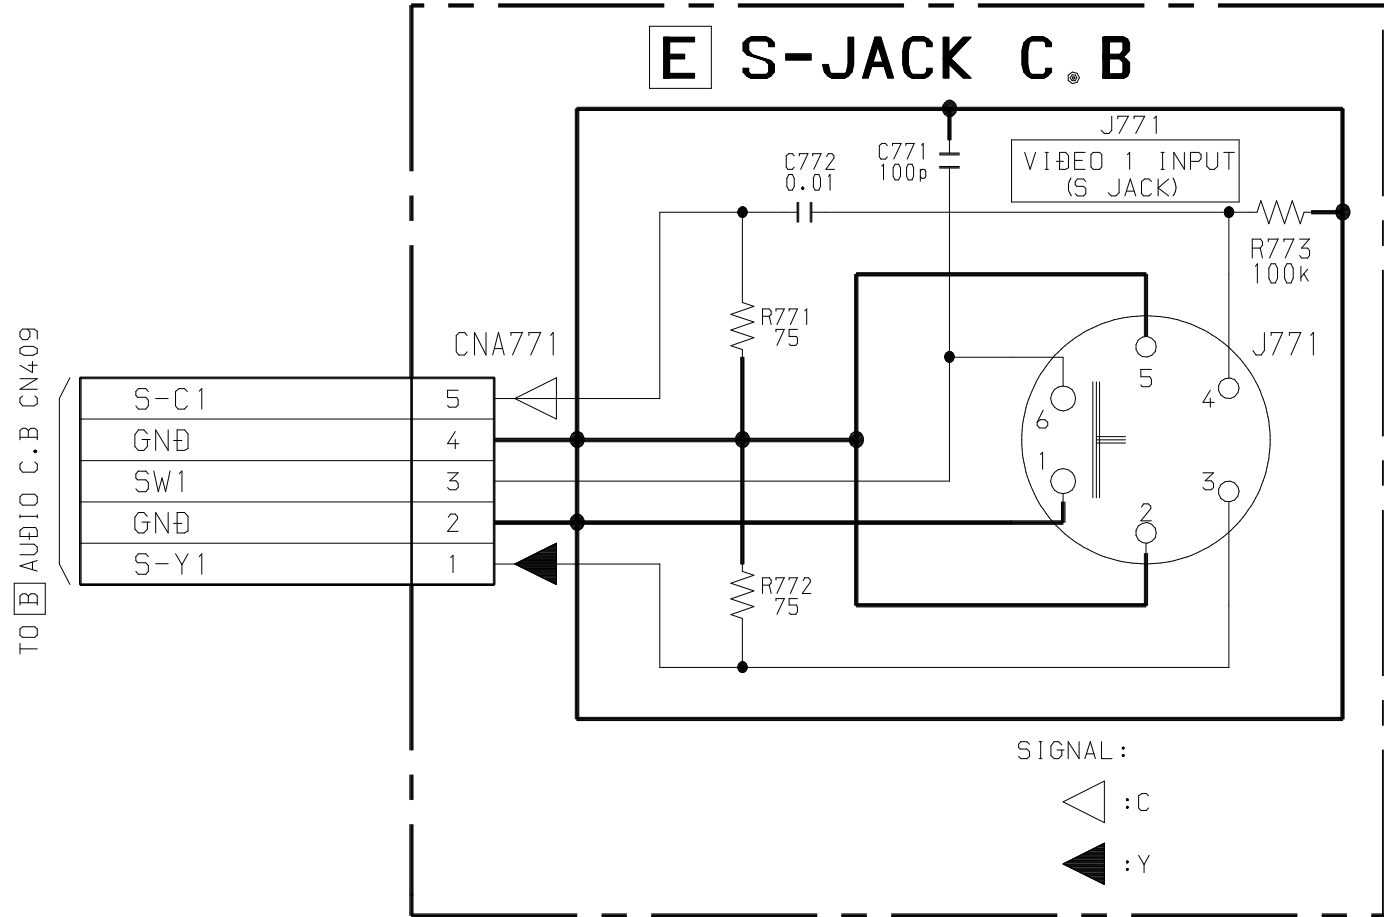 E S-JACK C.B
J771
VIDEO 1 INPUT
(S JACK)
C771
100p
C772
0.01
R773
100k
R771
75
CNA771
J771
5
4
6
1
3
2
S-C1 5
GND 4
SW1 3
GND 2
S-Y1 1
TO B AUDIO C.B CN409
R772
75
SIGNAL:
:C
:Y